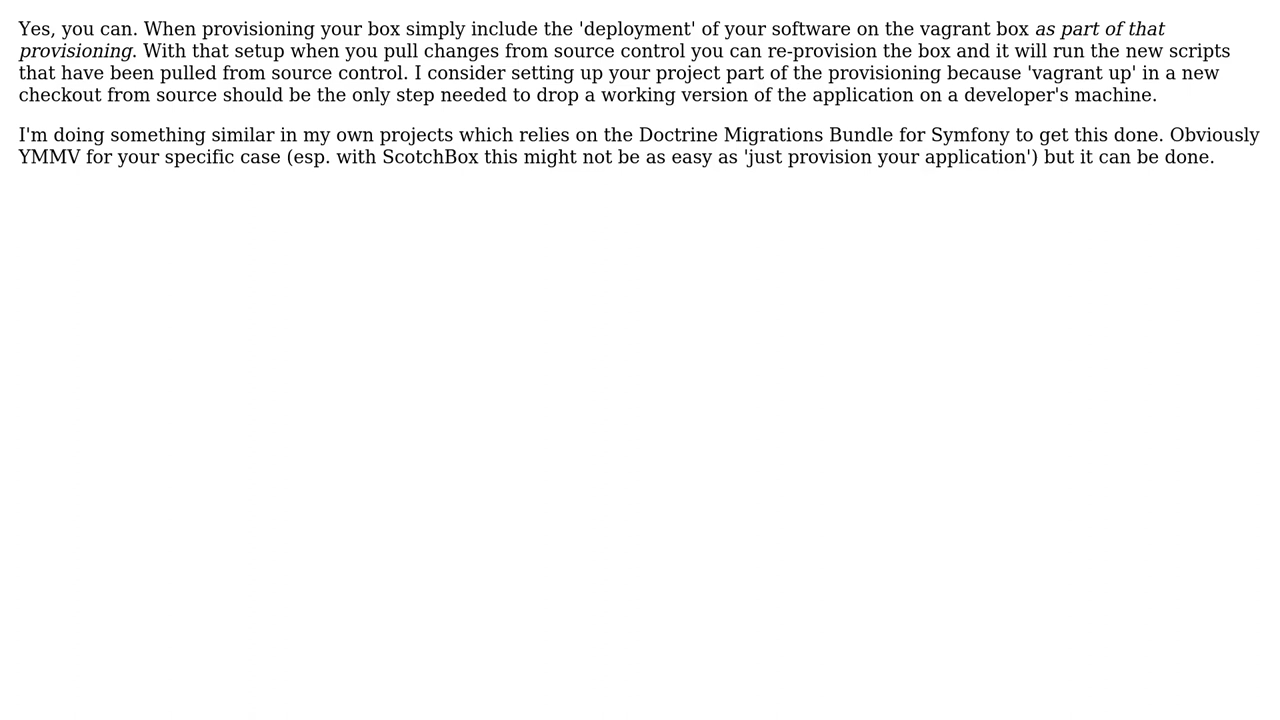 Yes, you can. When provisioning your box simply include the 'deployment' of your software on the vagrant box as part of that
provisioning. With that setup when you pull changes from source control you can re-provision the box and it will run the new scripts
that have been pulled from source control. I consider setting up your project part of the provisioning because 'vagrant up' in a new
checkout from source should be the only step needed to drop a working version of the application on a developer's machine.
I'm doing something similar in my own projects which relies on the Doctrine Migrations Bundle for Symfony to get this done. Obviously
YMMV for your specific case (esp. with ScotchBox this might not be as easy as 'just provision your application') but it can be done.